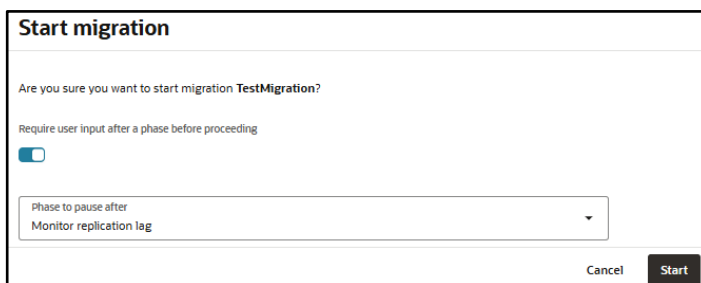 Start migration
Are you sure you want to start migration TestMigration?
Require user input after a phase before proceeding
Phase to pause after
Monitor replication lag
Cancel Start